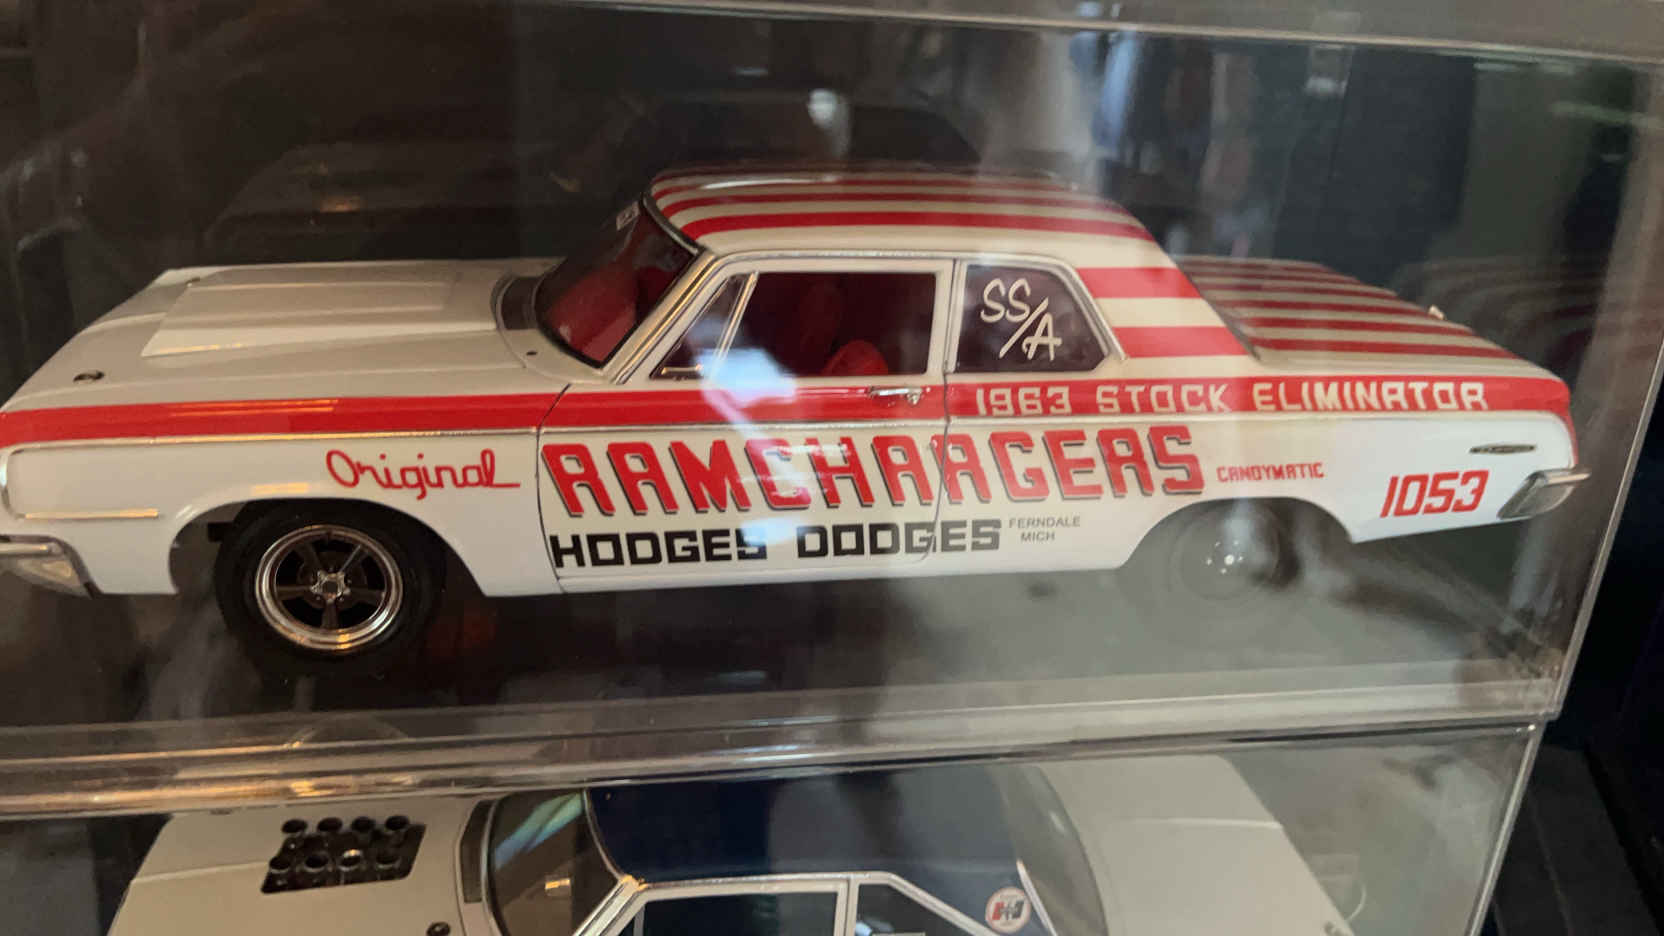 SS/A
1963 STOCK ELIMINATOR
Original RAMCHARGERS CANDYMATIC
1053
HODGES DODGES FERNDALE
MICH